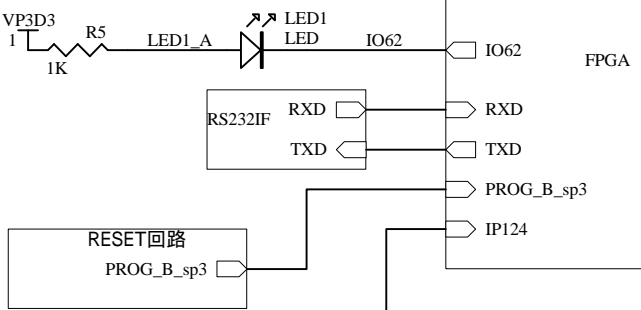 VP3D3
1
R5
1K
LED1_A
LED1
LED
IO62
IO62
FPGA
RS232IF
RXD
RXD
TXD
TXD
PROG_B_sp3
IP124
RESET回路
PROG_B_sp3